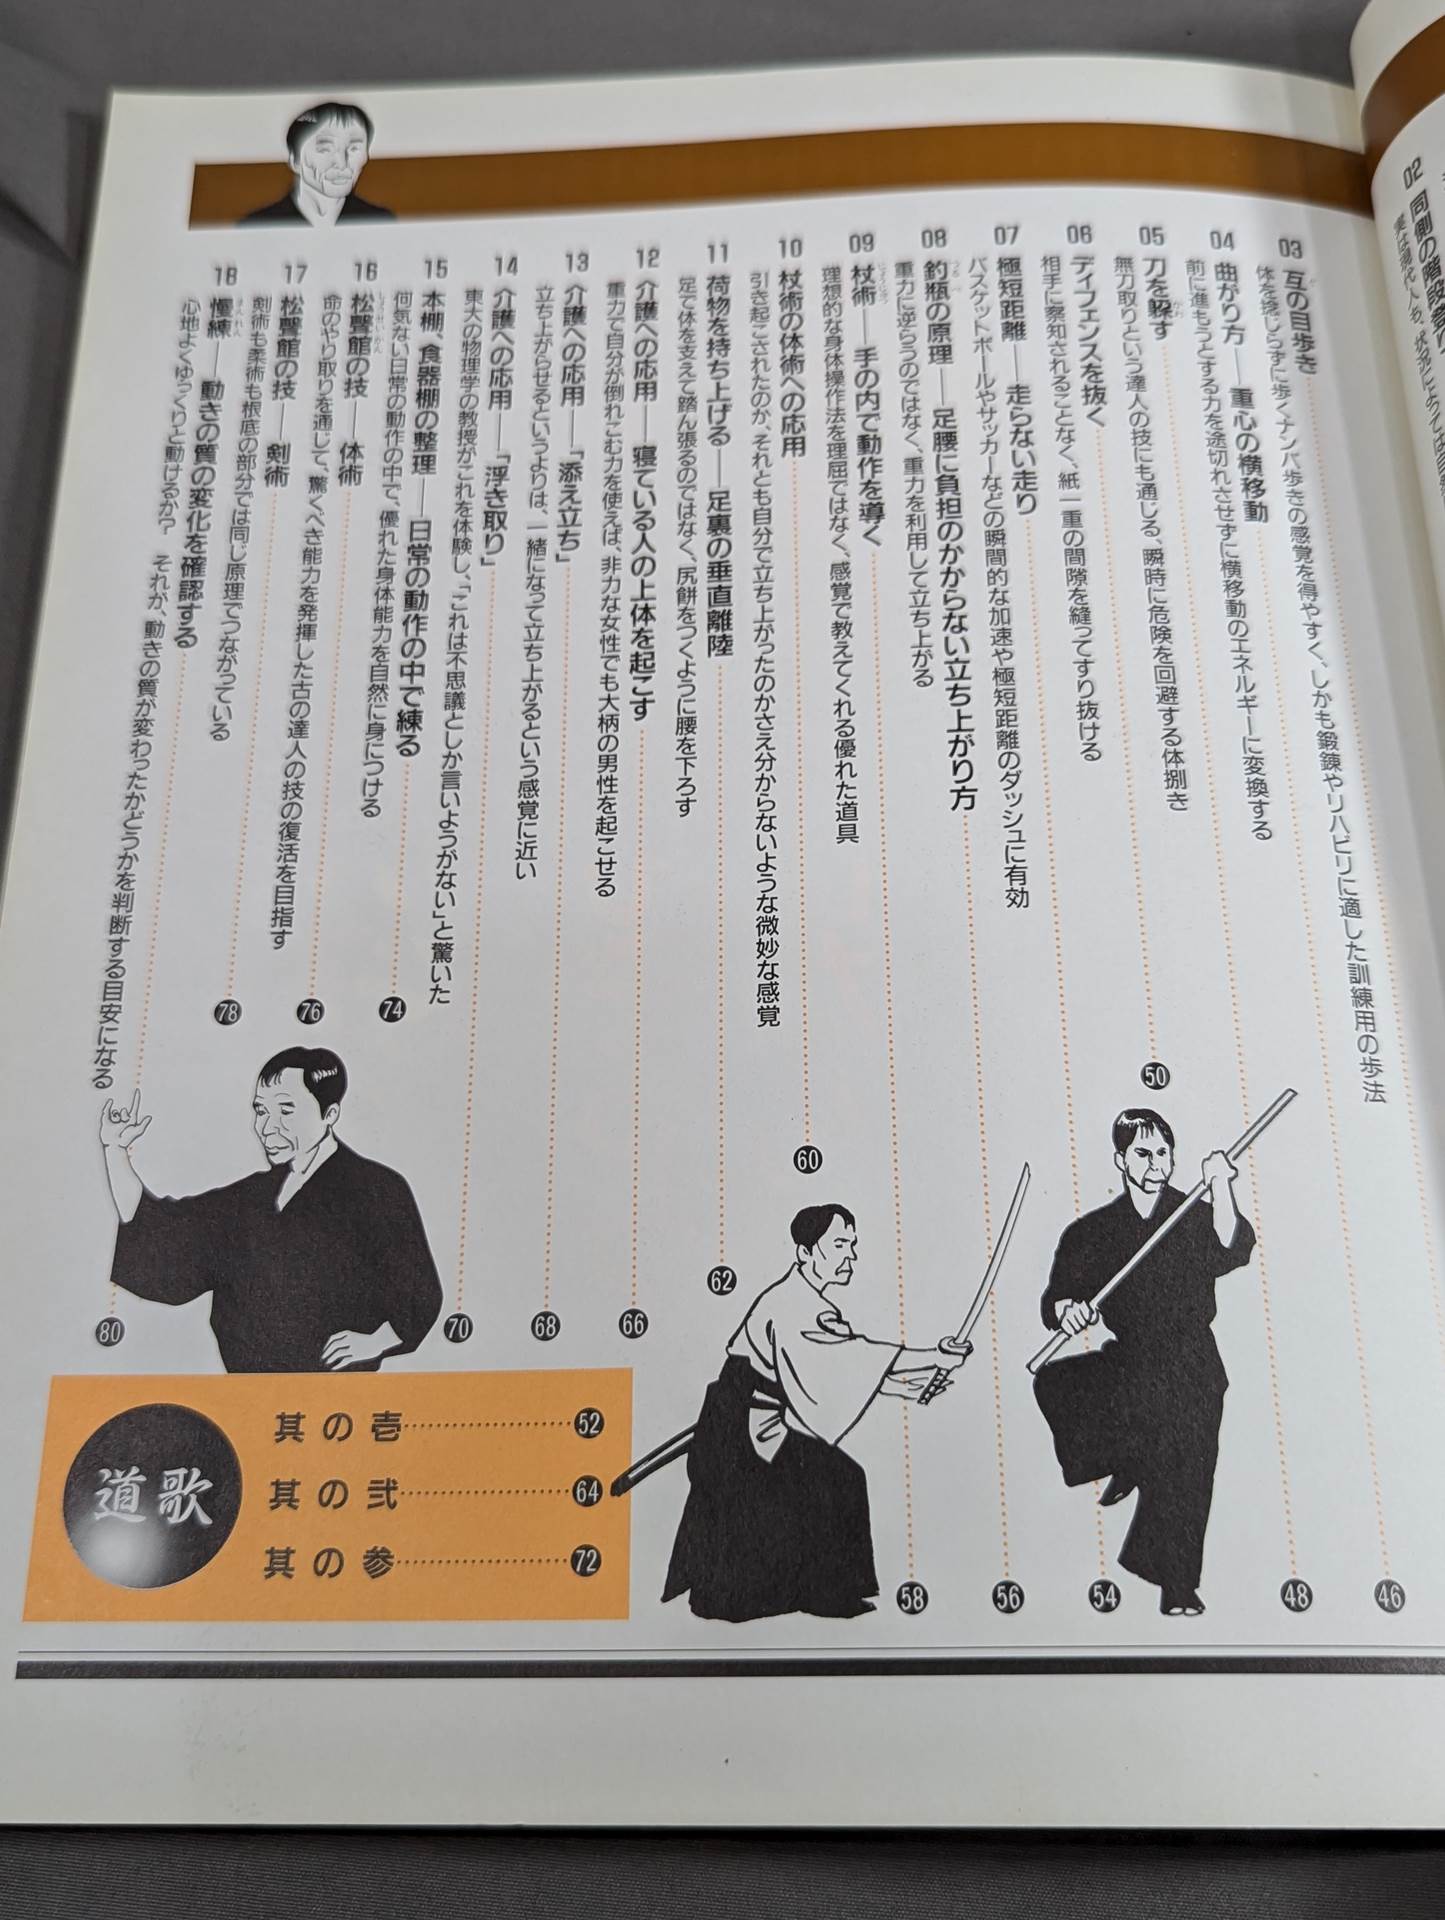 02 同側の階段登り
実は現代人も、状況によっては自然
03 互の目歩き
46
体を捻じらずに歩くナンバ歩きの感覚を得やすく、しかも鍛錬やリハビリに適した訓練用の歩法
04 曲がり方——重心の横移動
48
前に進もうとする力を途切れさせずに横移動のエネルギーに変換する
05 刀を躱す
50
無刀取りという達人の技にも通じる、瞬時に危険を回避する体捌き
06 ディフェンスを抜く
54
相手に察知されることなく、紙一重の間隙を縫ってすり抜ける
07 極短距離——走らない走り
56
バスケットボールやサッカーなどの瞬間的な加速や極短距離のダッシュに有効
08 釣瓶の原理——足腰に負担のかからない立ち上がり方
58
重力に逆らうのではなく、重力を利用して立ち上がる
09 杖術——手の内で動作を導く
理想的な身体操作法を理屈ではなく、感覚で教えてくれる優れた道具
10 杖術の体術への応用
60
引き起こされたのか、それとも自分で立ち上がったのかさえ分からないような微妙な感覚
11 荷物を持ち上げる——足裏の垂直離陸
62
足で体を支えて踏ん張るのではなく、尻餅をつくように腰を下ろす
12 介護への応用——寝ている人の上体を起こす
66
重力で自分が倒れこむ力を使えば、非力な女性でも大柄の男性を起こせる
13 介護への応用——「添え立ち」
68
立ち上がらせるというよりは、一緒になって立ち上がるという感覚に近い
14 介護への応用——「浮き取り」
70
東大の物理学の教授がこれを体験し、「これは不思議としか言いようがない」と驚いた
15 本棚、食器棚の整理——日常の動作の中で練る
74
何気ない日常の動作の中で、優れた身体能力を自然に身につける
16 松聲館の技——体術
76
命のやり取りを通じて、驚くべき能力を発揮した古の達人の技の復活を目指す
17 松聲館の技——剣術
78
剣術も柔術も根底の部分では同じ原理でつながっている
18 慢練——動きの質の変化を確認する
80
心地よくゆっくりと動けるか？　それが、動きの質が変わったかどうかを判断する目安になる
道歌
其の壱 52
其の弐 64
其の参 72